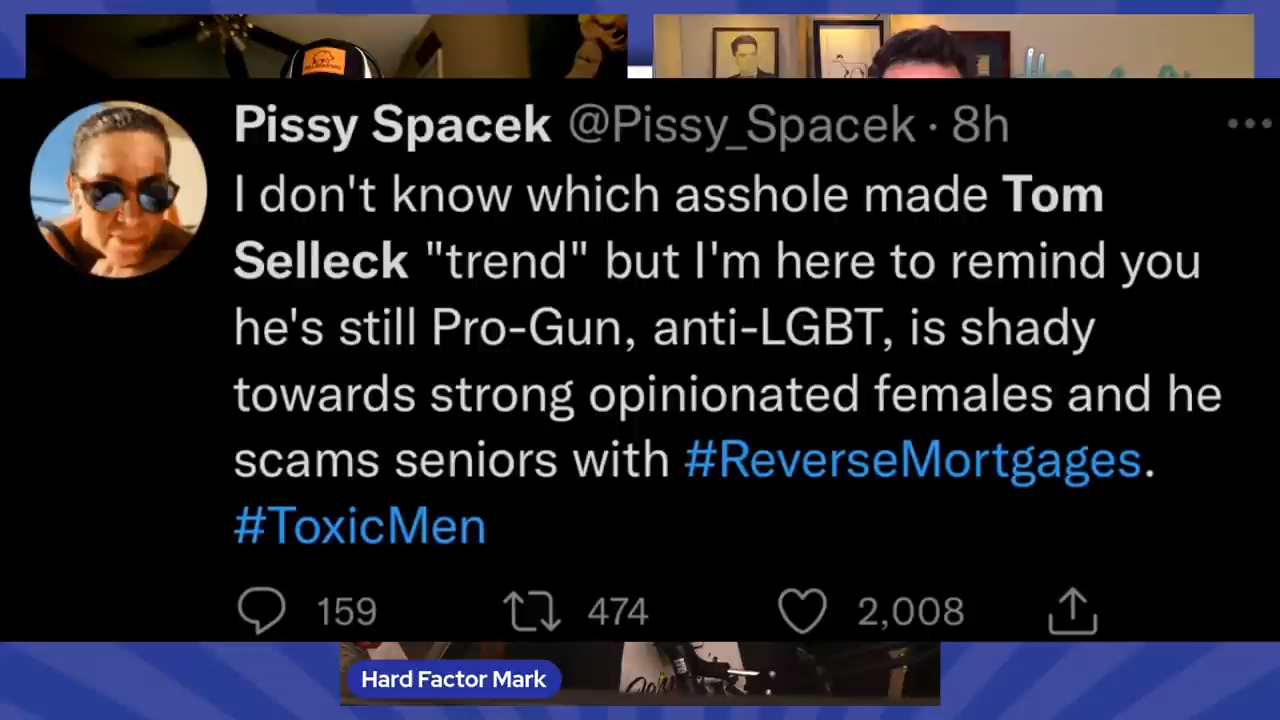 Pissy Spacek @Pissy_Spacek · 8h
I don't know which asshole made Tom
Selleck "trend" but I'm here to remind you
he's still Pro-Gun, anti-LGBT, is shady
towards strong opinionated females and he
scams seniors with #ReverseMortgages.
#ToxicMen
159 474 2,008
Hard Factor Mark